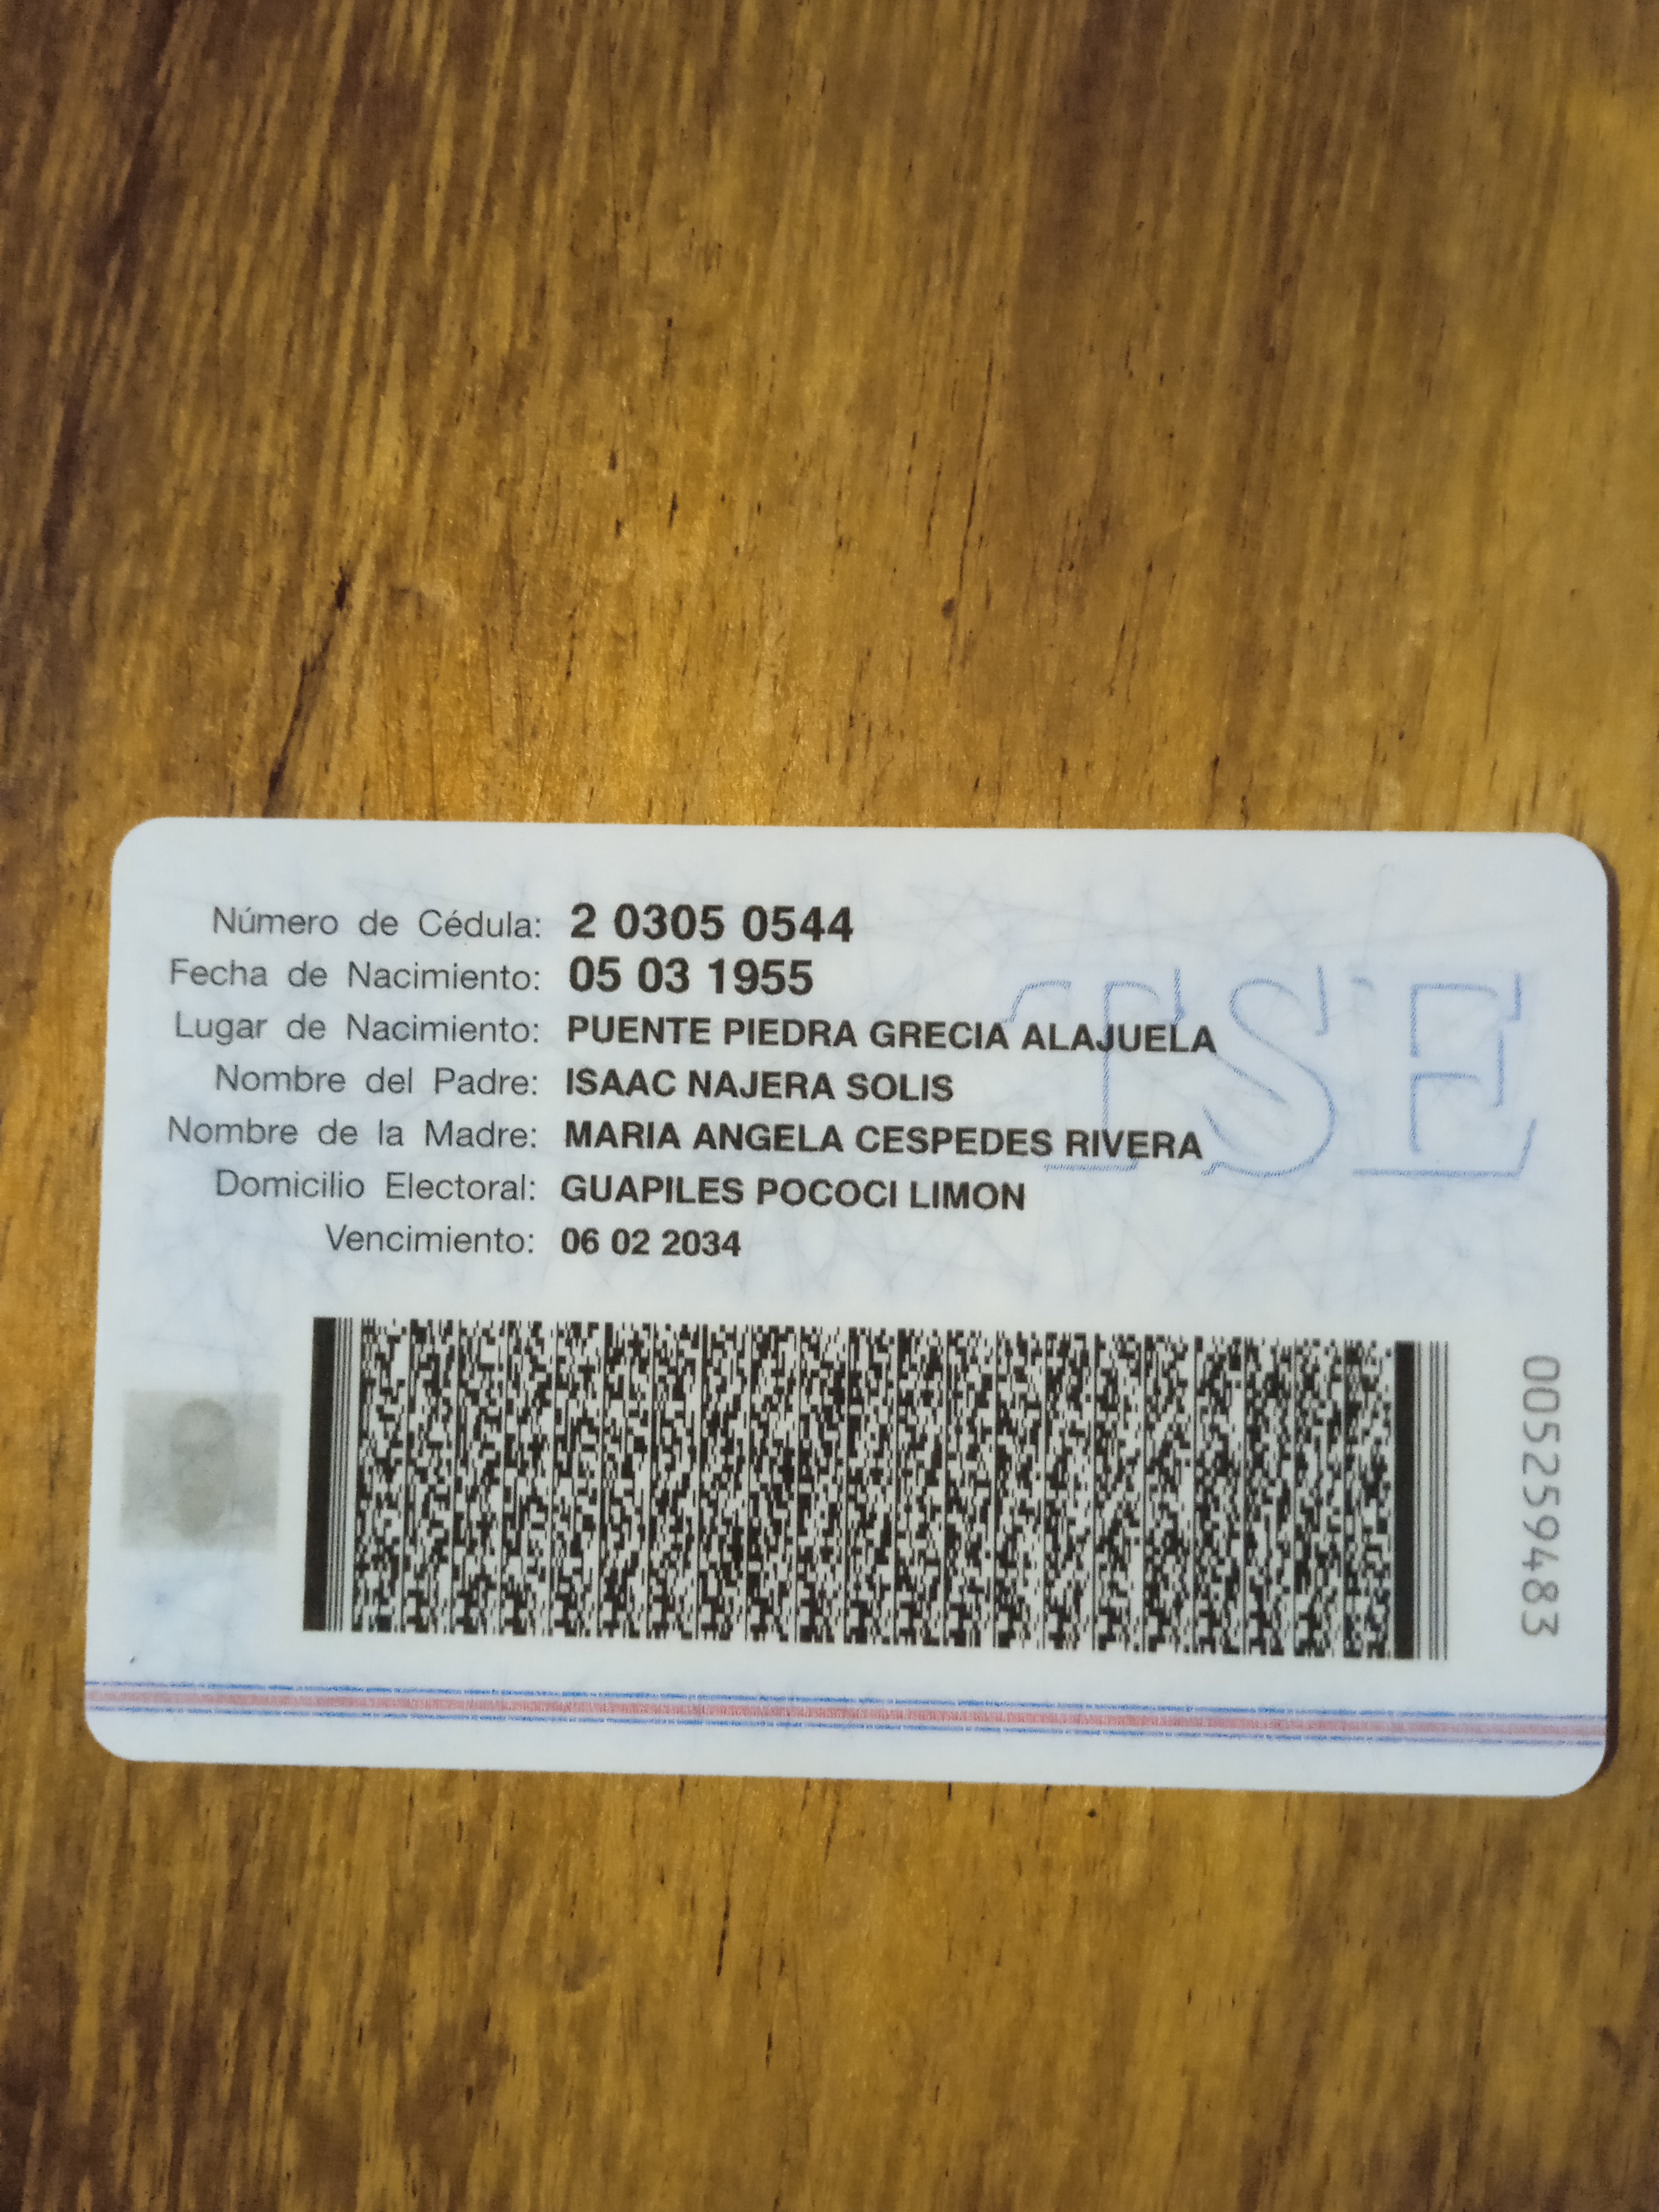 Número de Cédula: 2 0305 0544
Fecha de Nacimiento: 05 03 1955
Lugar de Nacimiento: PUENTE PIEDRA GRECIA ALAJUELA
Nombre del Padre: ISAAC NAJERA SOLIS
Nombre de la Madre: MARIA ANGELA CESPEDES RIVERA
Domicilio Electoral: GUAPILES POCOCI LIMON
Vencimiento: 06 02 2034
TSE
005259483